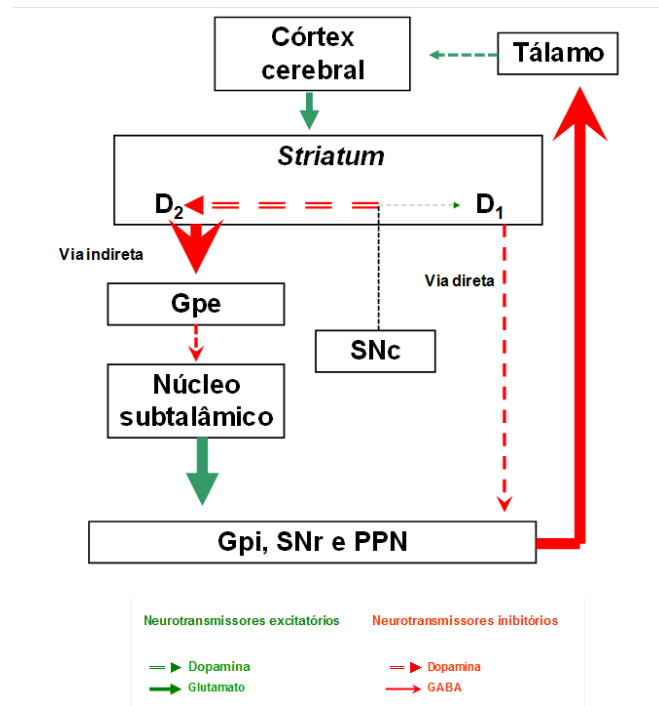 Córtex
cerebral
Tálamo
Striatum
D2
D1
Via indireta
Via direta
Gpe
SNc
Núcleo
subtalâmico
Gpi, SNr e PPN
Neurotransmissores excitatórios
Neurotransmissores inibitórios
Dopamina
Dopamina
Glutamato
GABA